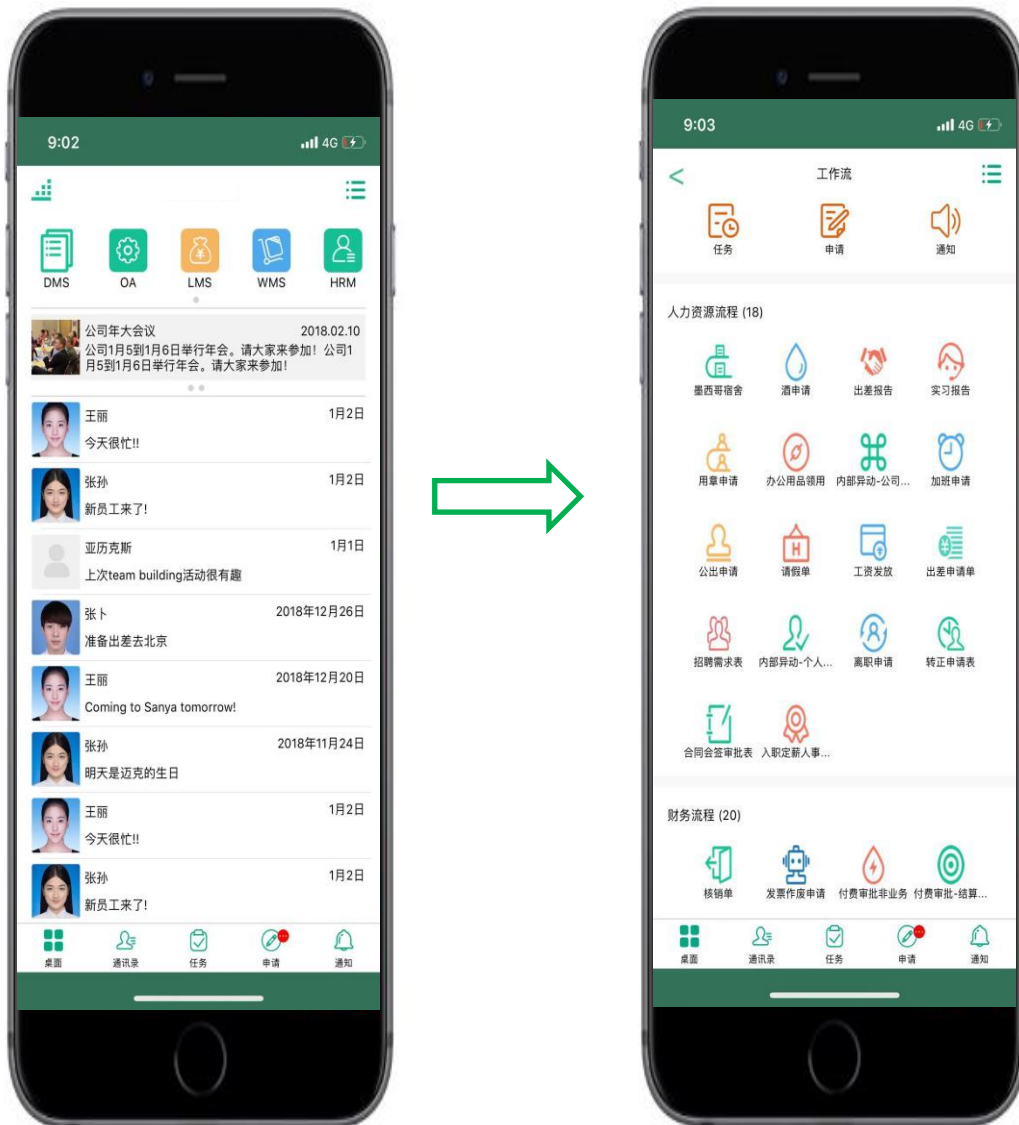 9:02
4G
DMS
OA
LMS
WMS
HRM
公司年大会议
2018.02.10
公司1月5到1月6日举行年会。请大家来参加！公司1
月5到1月6日举行年会。请大家来参加！
王丽
1月2日
今天很忙!!
张孙
1月2日
新员工来了!
亚历克斯
1月1日
上次team building活动很有趣
张卜
2018年12月26日
准备出差去北京
王丽
2018年12月20日
Coming to Sanya tomorrow!
张孙
2018年11月24日
明天是迈克的生日
王丽
1月2日
今天很忙!!
张孙
1月2日
新员工来了!
桌面
通讯录
任务
申请
通知
9:03
4G
<
工作流
任务
申请
通知
人力资源流程 (18)
墨西哥宿舍
酒申请
出差报告
实习报告
用章申请
办公用品领用
内部异动-公司...
加班申请
公出申请
H
请假单
工资发放
出差申请单
招聘需求表
内部异动-个人...
离职申请
转正申请表
合同会签审批表
入职定薪人事...
财务流程 (20)
核销单
发票作废申请
付费审批非业务
付费审批-结算...
桌面
通讯录
任务
申请
通知